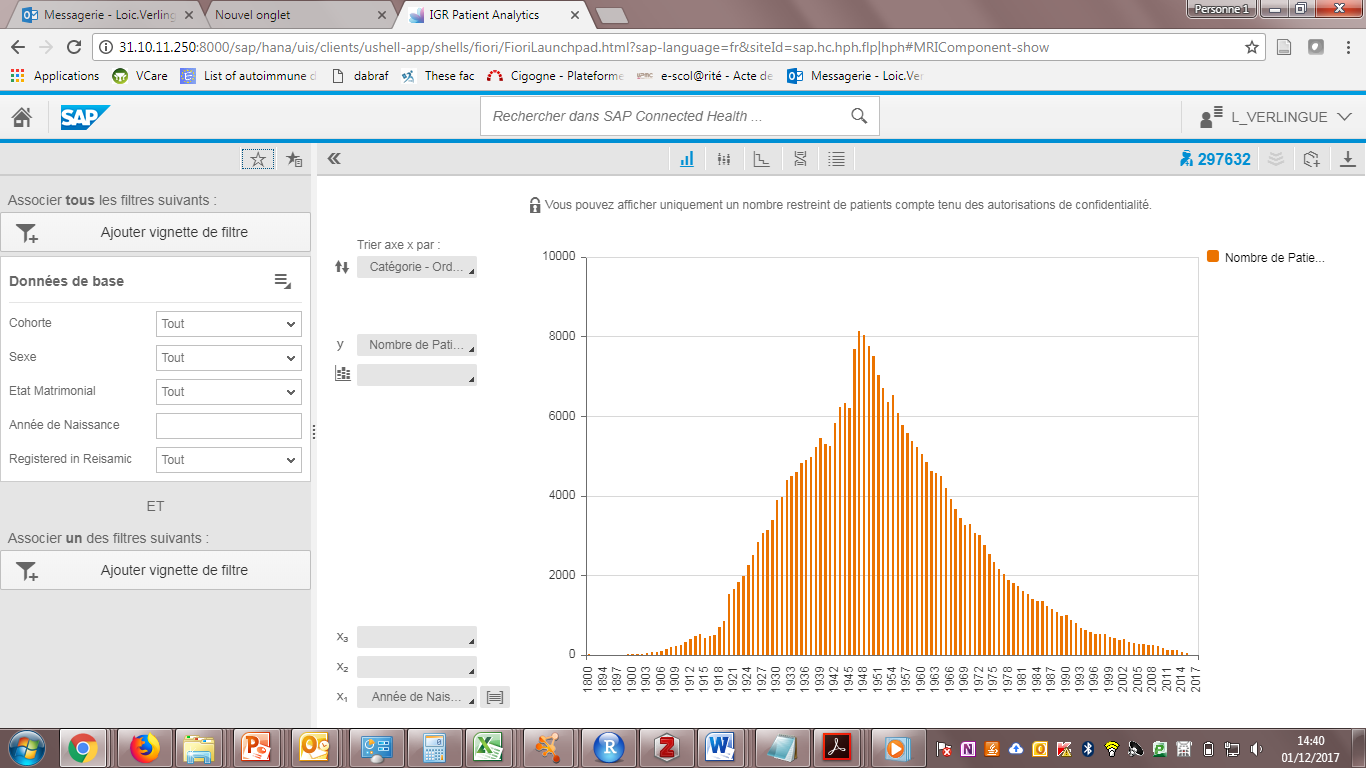 Messagerie - Loic.Verling
Nouvel onglet
IGR Patient Analytics
Personne 1
31.10.11.250:8000/sap/hana/uis/clients/ushell-app/shells/fiori/FioriLaunchpad.html?sap-language=fr&siteId=sap.hc.hph.flp|hph#MRIComponent-show
Applications
VCare
List of autoimmune d
dabraf
These fac
Cigogne - Plateforme
e-scol@rité - Acte de
Messagerie - Loic.Ver
SAP
Rechercher dans SAP Connected Health ...
L_VERLINGUE
297632
Associer tous les filtres suivants :
Ajouter vignette de filtre
Données de base
Cohorte
Tout
Sexe
Tout
Etat Matrimonial
Tout
Année de Naissance
Registered in Reisamic
Tout
ET
Associer un des filtres suivants :
Ajouter vignette de filtre
Vous pouvez afficher uniquement un nombre restreint de patients compte tenu des autorisations de confidentialité.
Trier axe x par :
Catégorie - Ord...
y
Nombre de Pati...
x₃
x₂
x₁
Année de Nais...
10000
8000
6000
4000
2000
0
Nombre de Patie...
1800
1894
1897
1900
1903
1906
1909
1912
1915
1918
1921
1924
1927
1930
1933
1936
1939
1942
1945
1948
1951
1954
1957
1960
1963
1966
1969
1972
1975
1978
1981
1984
1987
1990
1993
1996
1999
2002
2005
2008
2011
2014
2017
14:40
01/12/2017